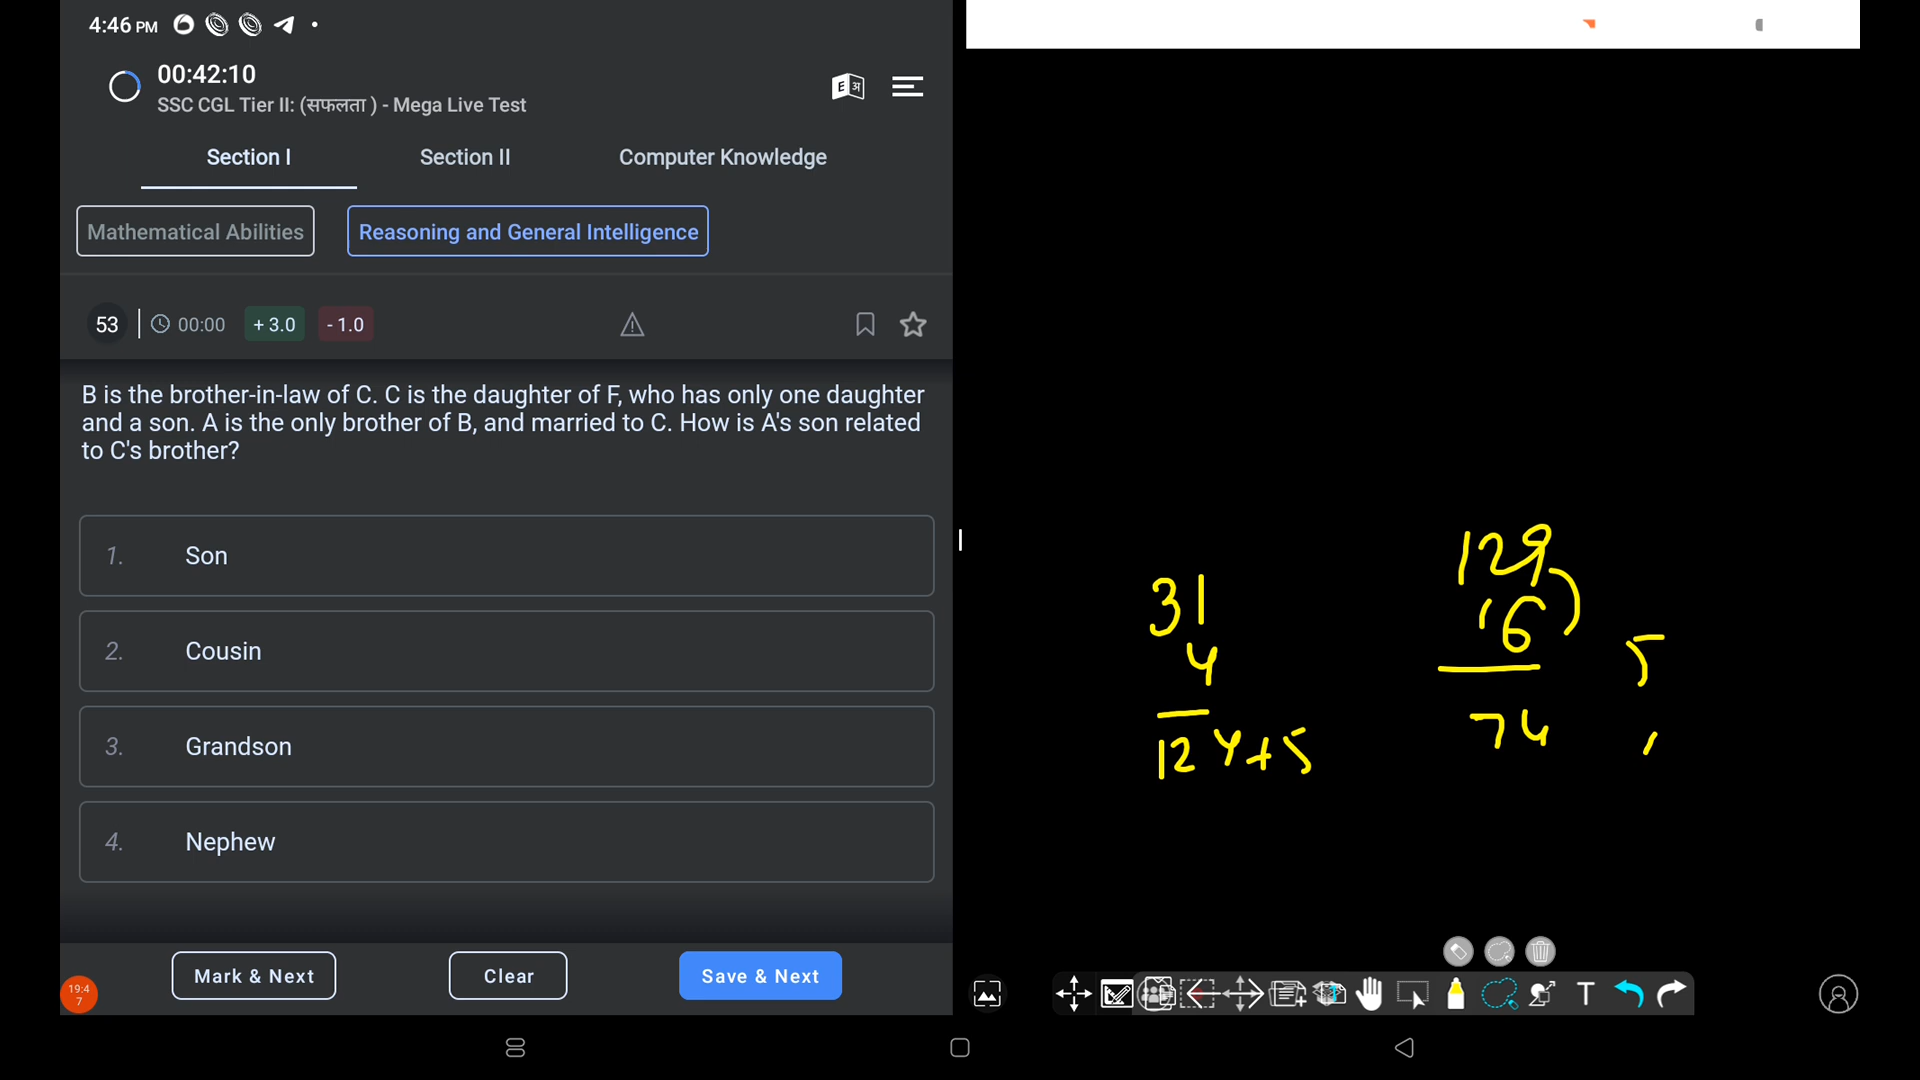 4:46 PM
00:42:10
SSC CGL Tier II: (सफलता ) - Mega Live Test
E अ
Section I
Section II
Computer Knowledge
Mathematical Abilities
Reasoning and General Intelligence
53
00:00
+ 3.0
- 1.0
B is the brother-in-law of C. C is the daughter of F, who has only one daughter
and a son. A is the only brother of B, and married to C. How is A's son related
to C's brother?
1. Son
2. Cousin
3. Grandson
4. Nephew
Mark & Next
Clear
Save & Next
19:4
7
31
4
124+5
129
16
74
5
T